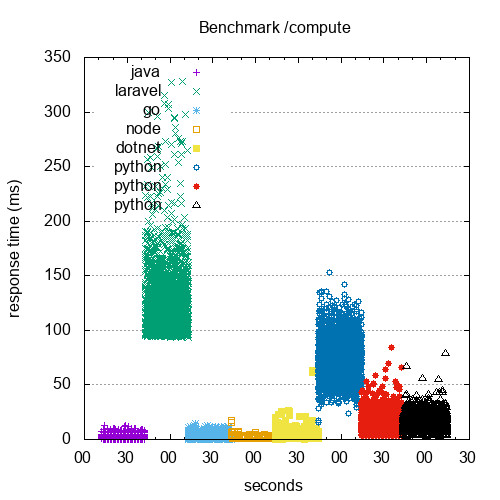 Benchmark /compute
350
300
250
200
150
100
50
0
response time (ms)
java
laravel
go
node
dotnet
python
python
python
00 30 00 30 00 30 00 30 00 30
seconds